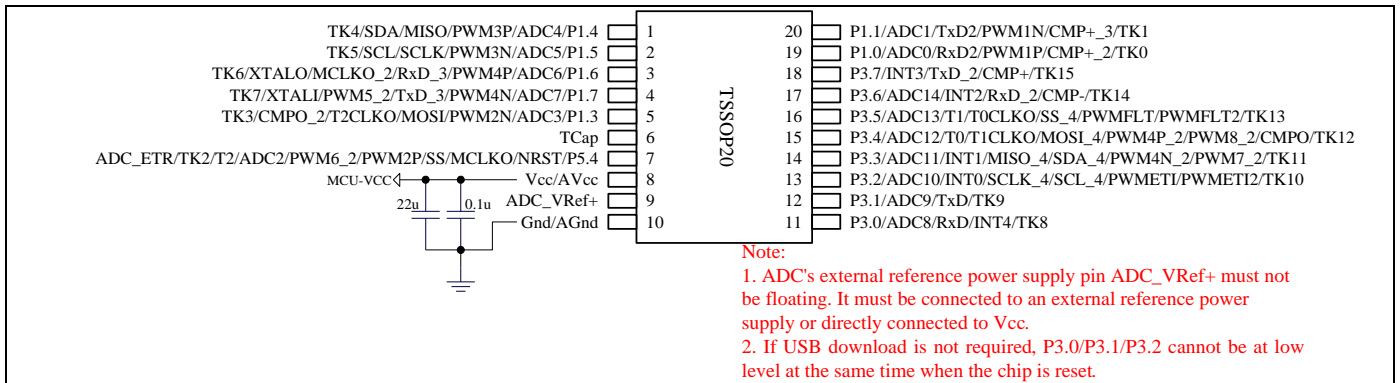 TK4/SDA/MISO/PWM3P/ADC4/P1.4 1 20 P1.1/ADC1/TxD2/PWM1N/CMP+_3/TK1
TK5/SCL/SCLK/PWM3N/ADC5/P1.5 2 19 P1.0/ADC0/RxD2/PWM1P/CMP+_2/TK0
TK6/XTALO/MCLKO_2/RxD_3/PWM4P/ADC6/P1.6 3 18 P3.7/INT3/TxD_2/CMP+/TK15
TK7/XTALI/PWM5_2/TxD_3/PWM4N/ADC7/P1.7 4 17 P3.6/ADC14/INT2/RxD_2/CMP-/TK14
TK3/CMPO_2/T2CLKO/MOSI/PWM2N/ADC3/P1.3 5 16 P3.5/ADC13/T1/T0CLKO/SS_4/PWMFLT/PWMFLT2/TK13
TCap 6 15 P3.4/ADC12/T0/T1CLKO/MOSI_4/PWM4P_2/PWM8_2/CMPO/TK12
ADC_ETR/TK2/T2/ADC2/PWM6_2/PWM2P/SS/MCLKO/NRST/P5.4 7 14 P3.3/ADC11/INT1/MISO_4/SDA_4/PWM4N_2/PWM7_2/TK11
MCU-VCC Vcc/AVcc 8 13 P3.2/ADC10/INT0/SCLK_4/SCL_4/PWMETI/PWMETI2/TK10
22u 0.1u ADC_VRef+ 9 12 P3.1/ADC9/TxD/TK9
Gnd/AGnd 10 11 P3.0/ADC8/RxD/INT4/TK8
TSSOP20
Note:
1. ADC's external reference power supply pin ADC_VRef+ must not
be floating. It must be connected to an external reference power
supply or directly connected to Vcc.
2. If USB download is not required, P3.0/P3.1/P3.2 cannot be at low
level at the same time when the chip is reset.